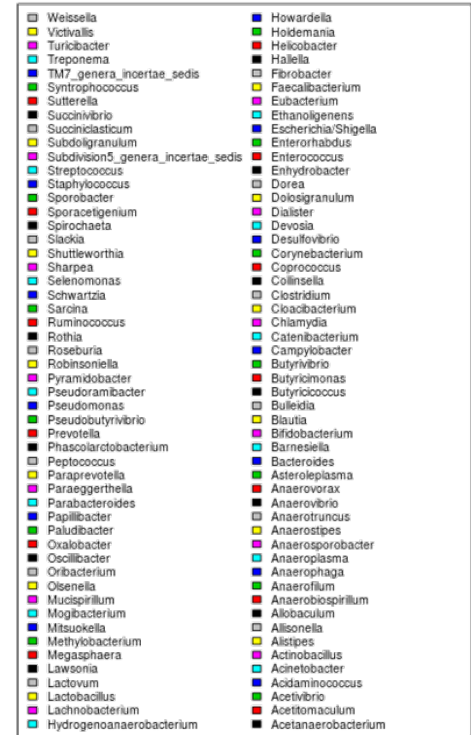 Weissella
Victivallis
Turicibacter
Treponema
TM7_genera_incertae_sedis
Syntrophococcus
Sutterella
Succinivibrio
Succiniclasticum
Subdoligranulum
Subdivision5_genera_incertae_sedis
Streptococcus
Staphylococcus
Sporobacter
Sporacetigenium
Spirochaeta
Slackia
Shuttleworthia
Sharpea
Selenomonas
Schwartzia
Sarcina
Ruminococcus
Rothia
Roseburia
Robinsoniella
Pyramidobacter
Pseudoramibacter
Pseudomonas
Pseudobutyrivibrio
Prevotella
Phascolarctobacterium
Peptococcus
Paraprevotella
Paraeggerthella
Parabacteroides
Papillibacter
Paludibacter
Oxalobacter
Oscillibacter
Oribacterium
Olsenella
Mucispirillum
Mogibacterium
Mitsuokella
Methylobacterium
Megasphaera
Lawsonia
Lactovum
Lactobacillus
Lachnobacterium
Hydrogenoanaerobacterium
Howardella
Holdemania
Helicobacter
Hallella
Fibrobacter
Faecalibacterium
Eubacterium
Ethanoligenens
Escherichia/Shigella
Enterorhabdus
Enterococcus
Enhydrobacter
Dorea
Dolosigranulum
Dialister
Devosia
Desulfovibrio
Corynebacterium
Coprococcus
Collinsella
Clostridium
Cloacibacterium
Chlamydia
Catenibacterium
Campylobacter
Butyrivibrio
Butyricimonas
Butyricicoccus
Bulleidia
Blautia
Bifidobacterium
Barnesiella
Bacteroides
Asteroleplasma
Anaerovorax
Anaerovibrio
Anaerotruncus
Anaerostipes
Anaerosporobacter
Anaeroplasma
Anaerophaga
Anaerofilum
Anaerobiospirillum
Allobaculum
Allisonella
Alistipes
Actinobacillus
Acinetobacter
Acidaminococcus
Acetivibrio
Acetitomaculum
Acetanaerobacterium